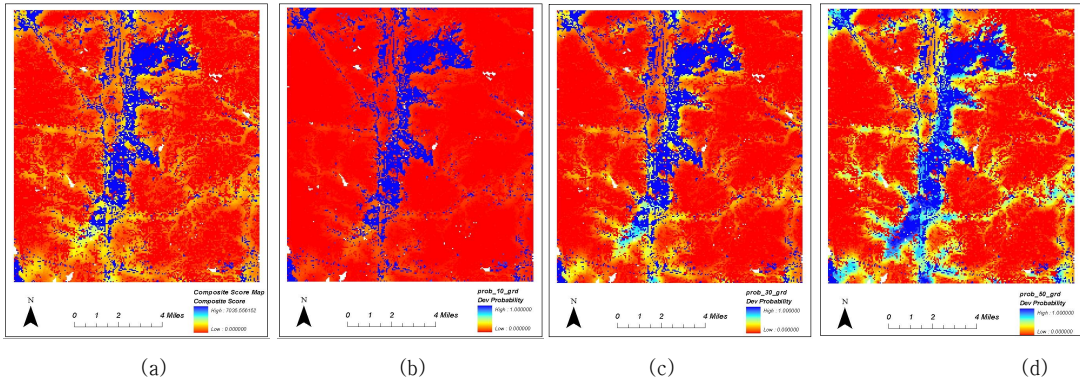 N
0 1 2 4 Miles
Composite Score Map
Composite Score
High : 7035.556152
Low : 0.000000
(a)
N
0 1 2 4 Miles
prob_10_grd
Dev Probability
High : 1.000000
Low : 0.000000
(b)
N
0 1 2 4 Miles
prob_30_grd
Dev Probability
High : 1.000000
Low : 0.000000
(c)
N
0 1 2 4 Miles
prob_50_grd
Dev Probability
High : 1.000000
Low : 0.000000
(d)